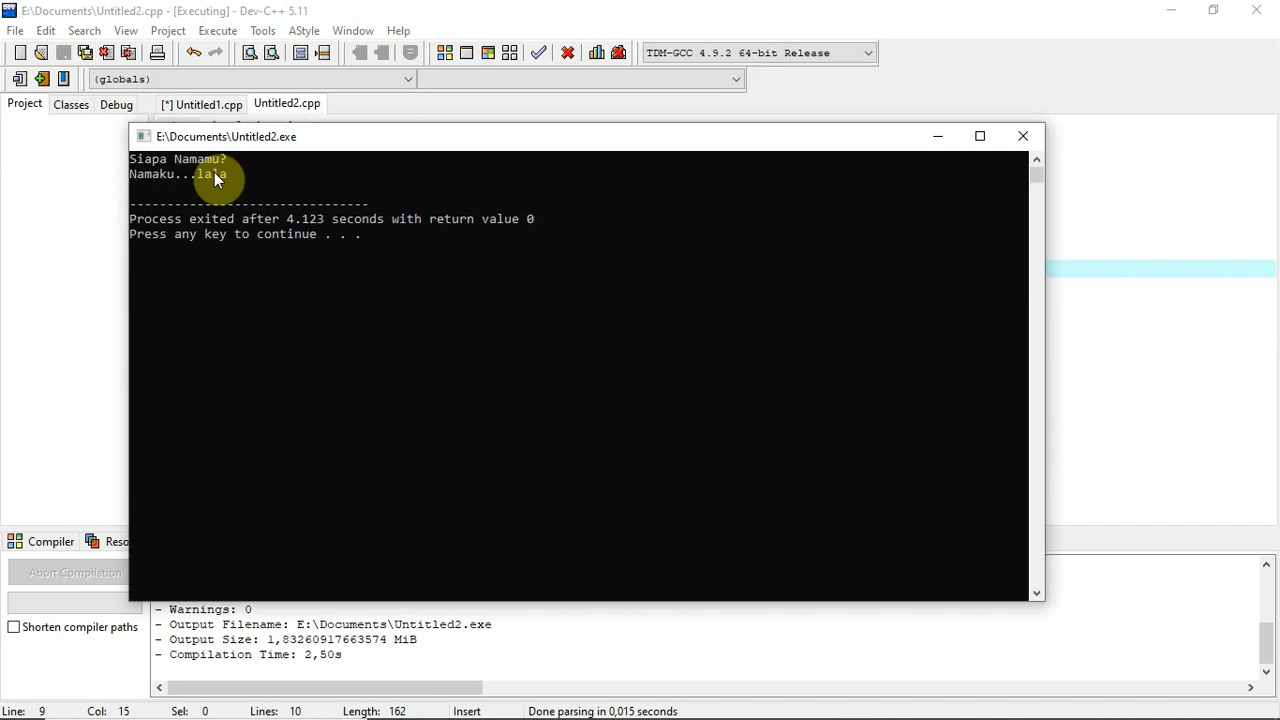 E:\Documents\Untitled2.cpp - [Executing] - Dev-C++ 5.11
File Edit Search View Project Execute Tools AStyle Window Help
TDM-GCC 4.9.2 64-bit Release
(globals)
Project Classes Debug [*] Untitled1.cpp Untitled2.cpp
E:\Documents\Untitled2.exe
Siapa Namamu?
Namaku...lala
--------------------------------
Process exited after 4.123 seconds with return value 0
Press any key to continue . . .
Compiler Reso
Abort Compilation
Shorten compiler paths
- Warnings: 0
- Output Filename: E:\Documents\Untitled2.exe
- Output Size: 1,83260917663574 MiB
- Compilation Time: 2,50s
Line: 9 Col: 15 Sel: 0 Lines: 10 Length: 162 Insert Done parsing in 0,015 seconds